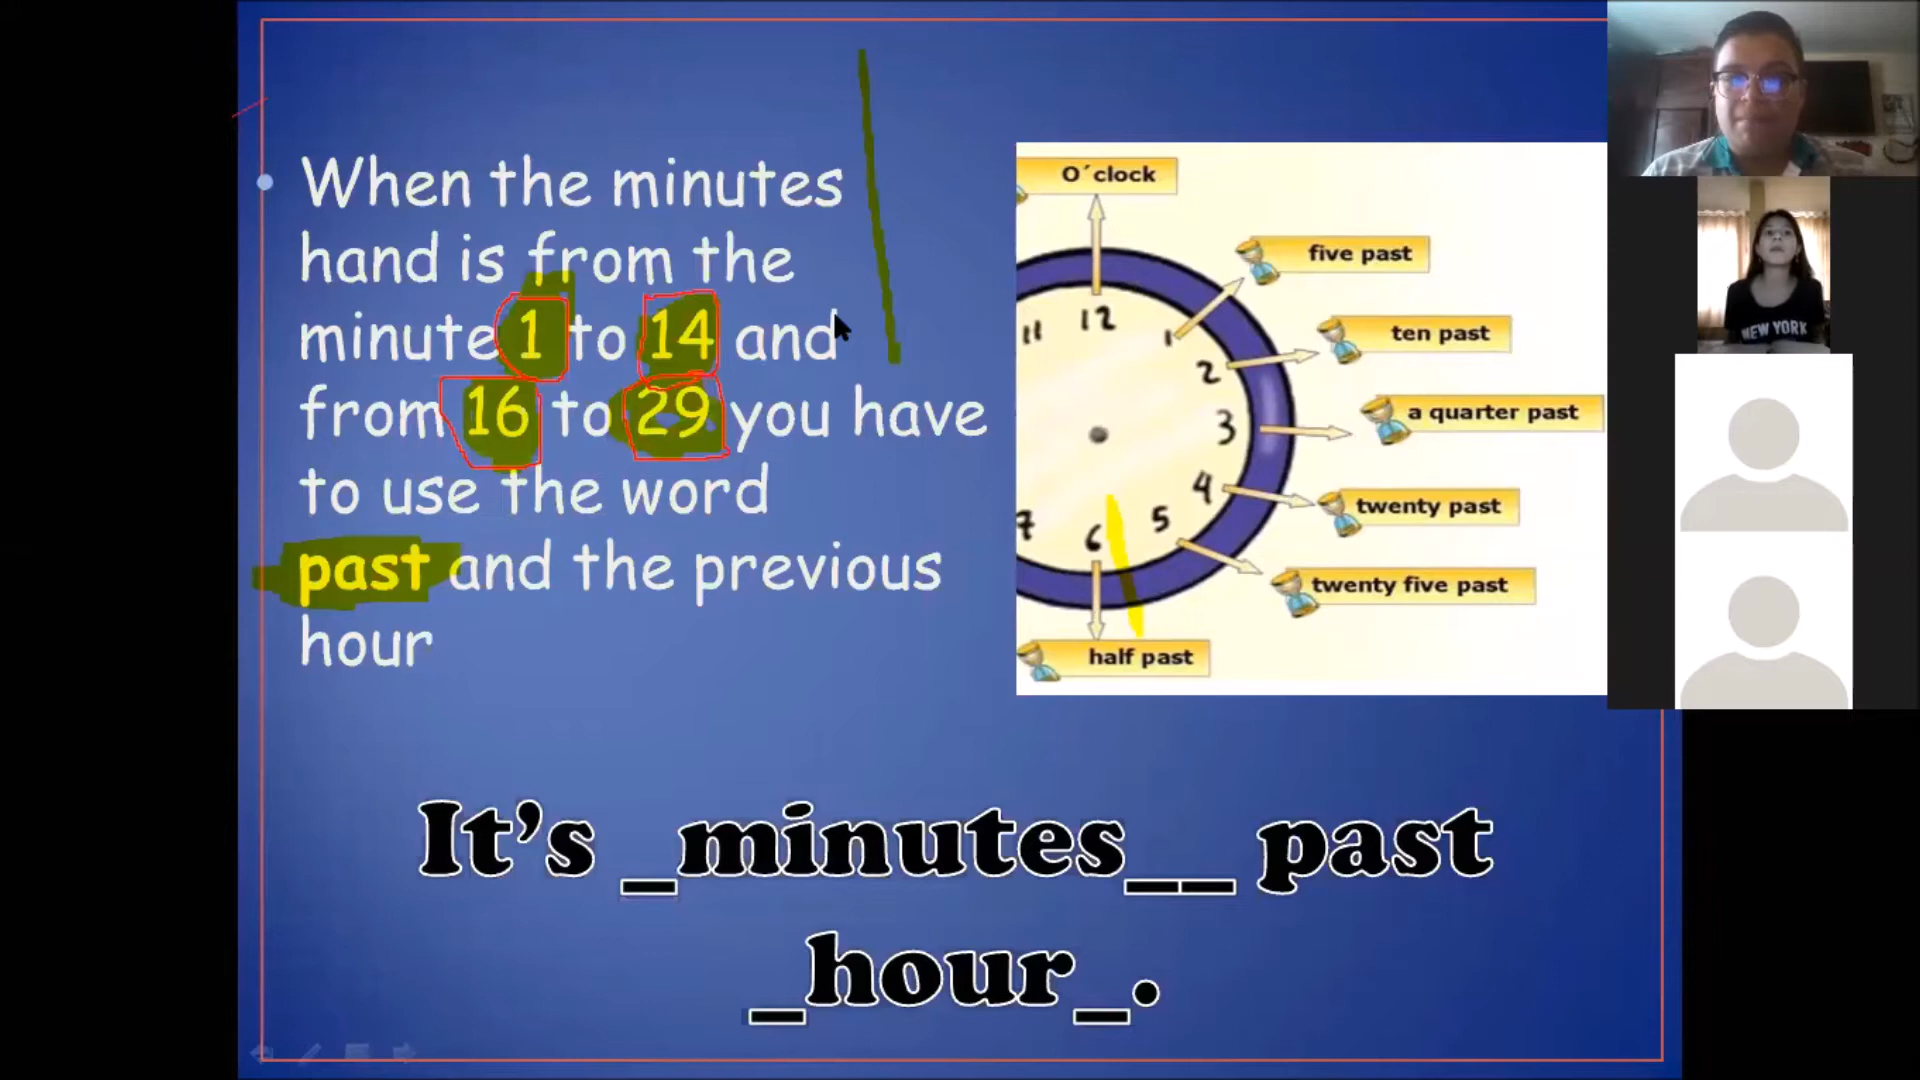 When the minutes
hand is from the
minute 1 to 14 and
from 16 to 29 you have
to use the word
past and the previous
hour
O´clock
five past
ten past
a quarter past
twenty past
twenty five past
half past
11 12 1
2
3
4
5
6
7
It’s _minutes__ past
_hour_.
NEW YORK